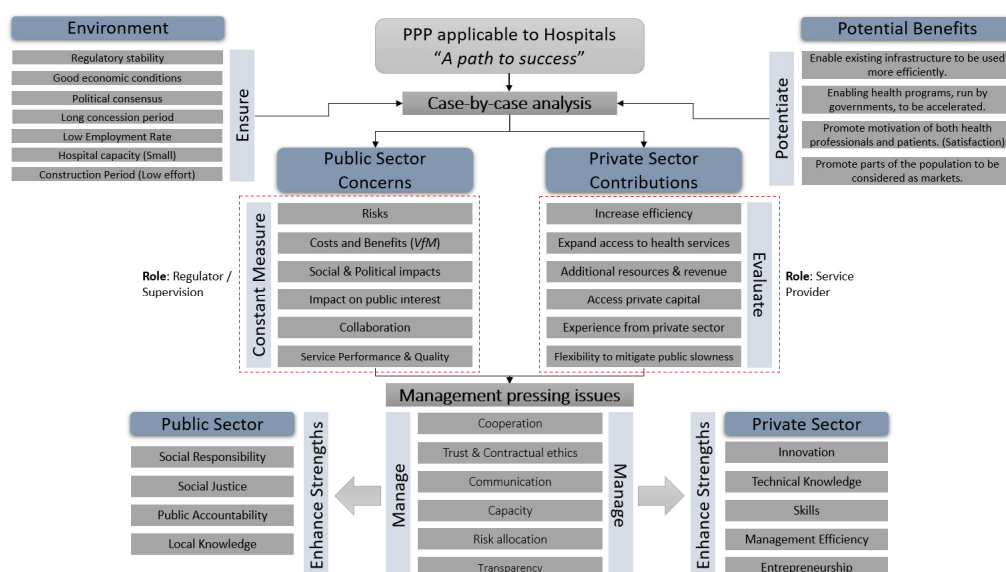 Environment
Regulatory stability
Good economic conditions
Political consensus
Long concession period
Low Employment Rate
Hospital capacity (Small)
Construction Period (Low effort)
Ensure
PPP applicable to Hospitals
“A path to success”
Case-by-case analysis
Potentiate
Potential Benefits
Enable existing infrastructure to be used
more efficiently.
Enabling health programs, run by
governments, to be accelerated.
Promote motivation of both health
professionals and patients. (Satisfaction)
Promote parts of the population to be
considered as markets.
Public Sector
Concerns
Risks
Costs and Benefits (VfM)
Social & Political impacts
Impact on public interest
Collaboration
Service Performance & Quality
Constant Measure
Role: Regulator /
Supervision
Private Sector
Contributions
Increase efficiency
Expand access to health services
Additional resources & revenue
Access private capital
Experience from private sector
Flexibility to mitigate public slowness
Evaluate
Role: Service
Provider
Management pressing issues
Cooperation
Trust & Contractual ethics
Communication
Capacity
Risk allocation
Transparency
Manage
Manage
Public Sector
Social Responsibility
Social Justice
Public Accountability
Local Knowledge
Enhance Strengths
Enhance Strengths
Private Sector
Innovation
Technical Knowledge
Skills
Management Efficiency
Entrepreneurship